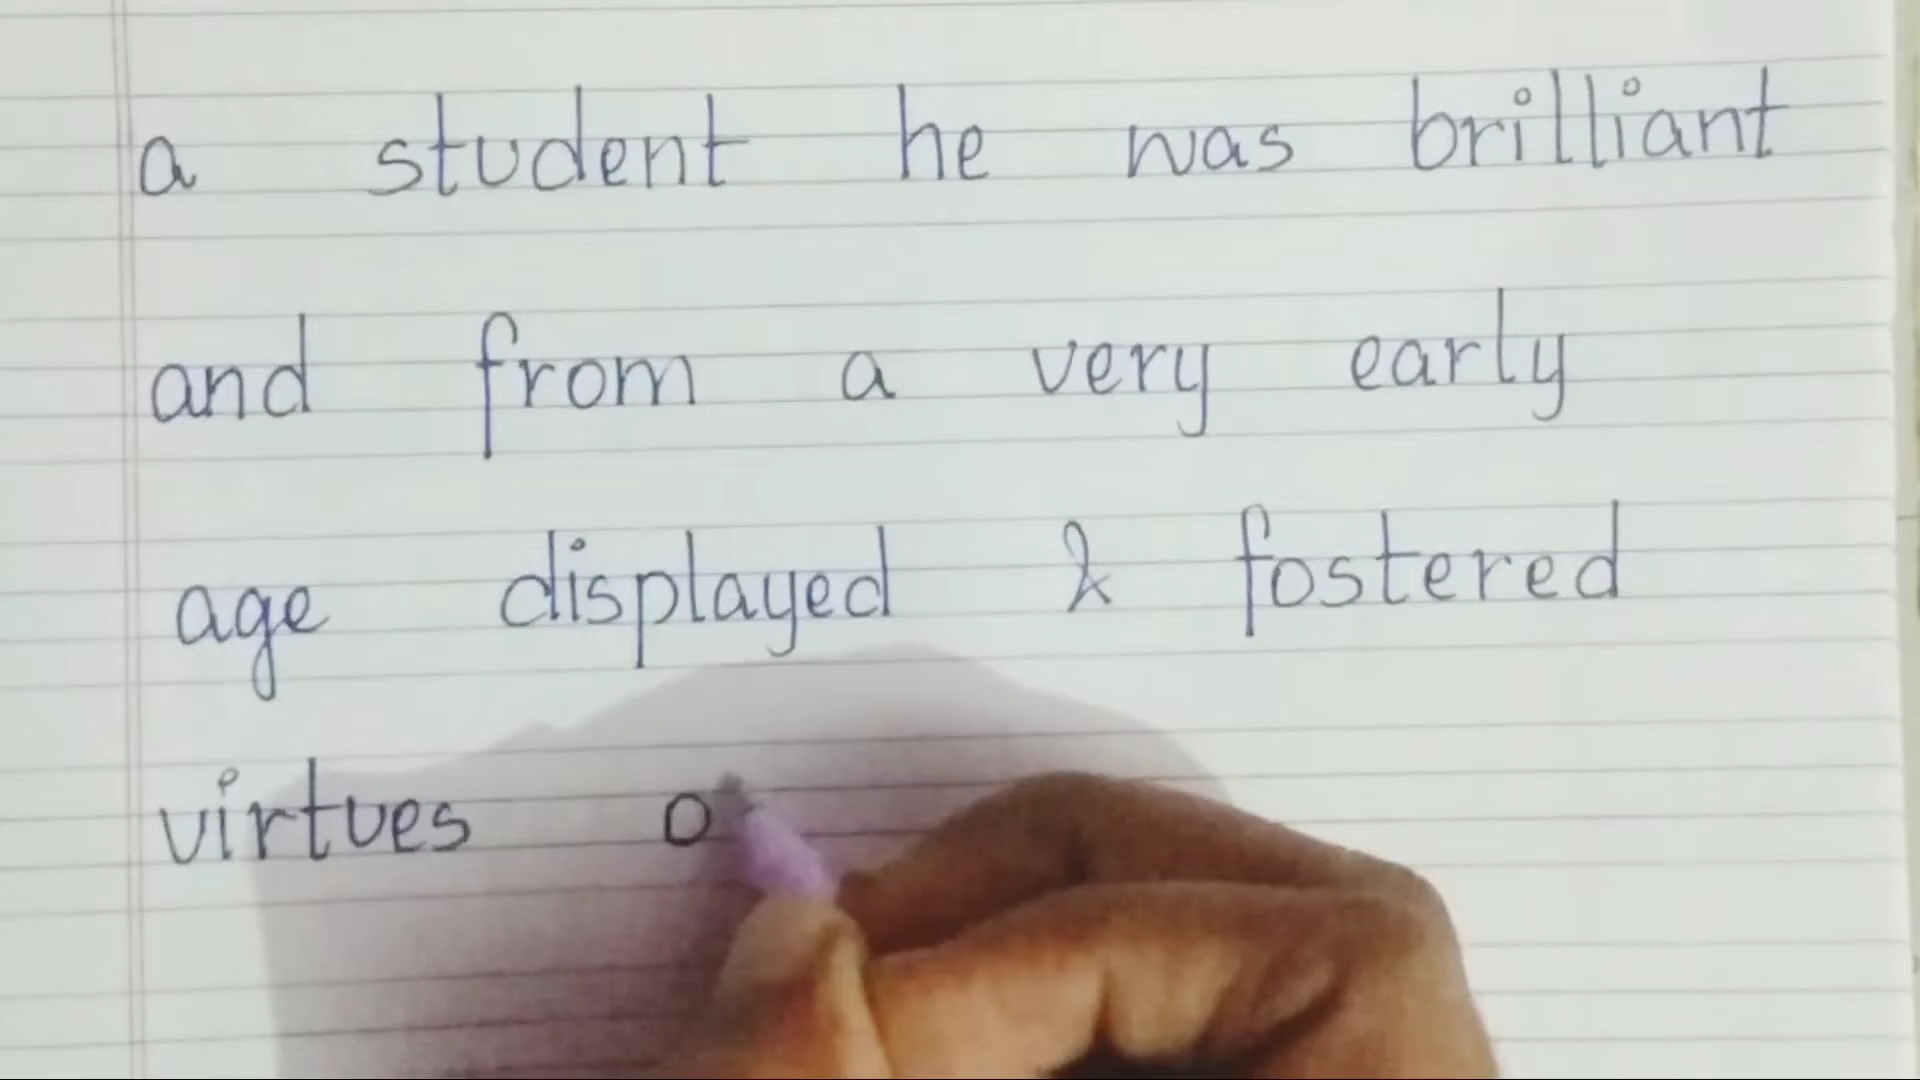 a student he was brilliant
and from a very early
age displayed & fostered
virtues o